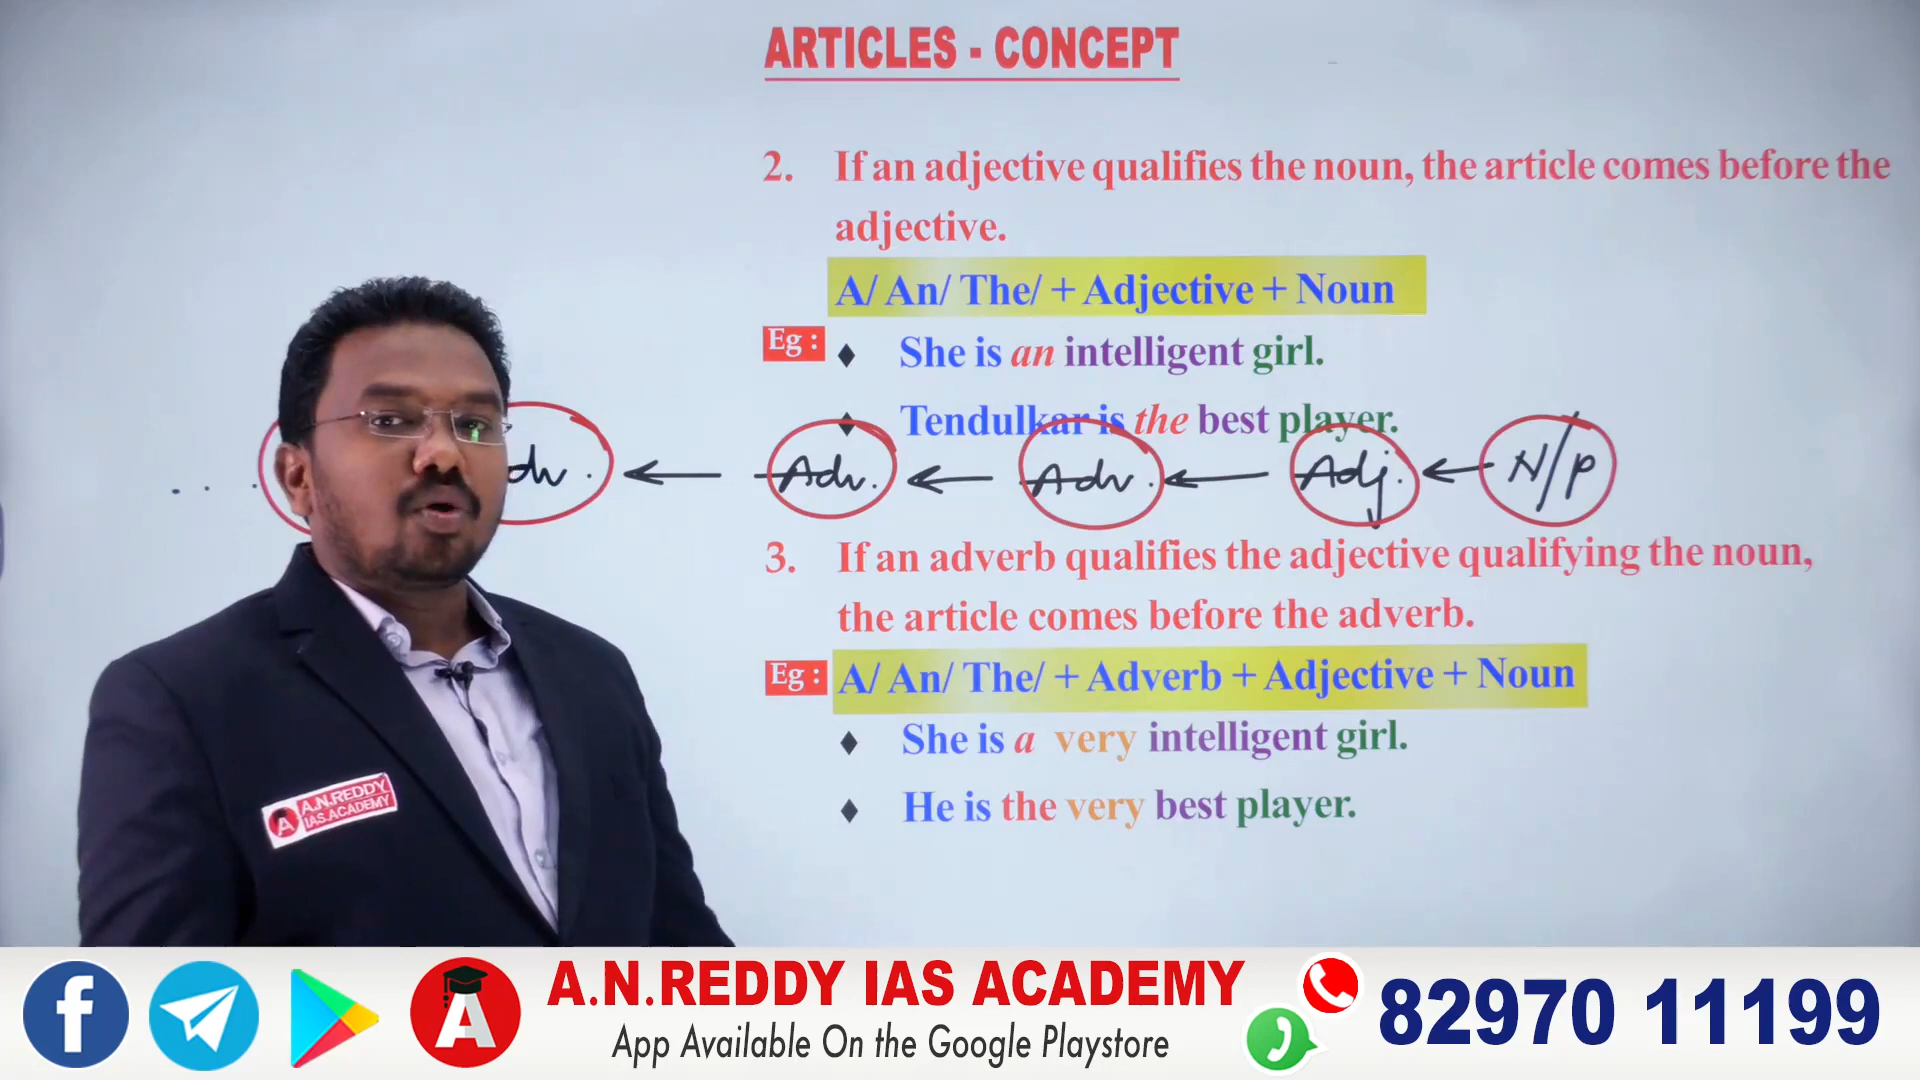 ARTICLES - CONCEPT
2. If an adjective qualifies the noun, the article comes before the
adjective.
A/ An/ The/ + Adjective + Noun
Eg :
♦ She is an intelligent girl.
♦ Tendulkar is the best player.
. . . dv. ← Adv. ← Adv. ← Adj. ← N/P
3. If an adverb qualifies the adjective qualifying the noun,
the article comes before the adverb.
Eg : A/ An/ The/ + Adverb + Adjective + Noun
♦ She is a very intelligent girl.
♦ He is the very best player.
A A.N.REDDY
IAS ACADEMY
f A A.N.REDDY IAS ACADEMY
App Available On the Google Playstore
82970 11199